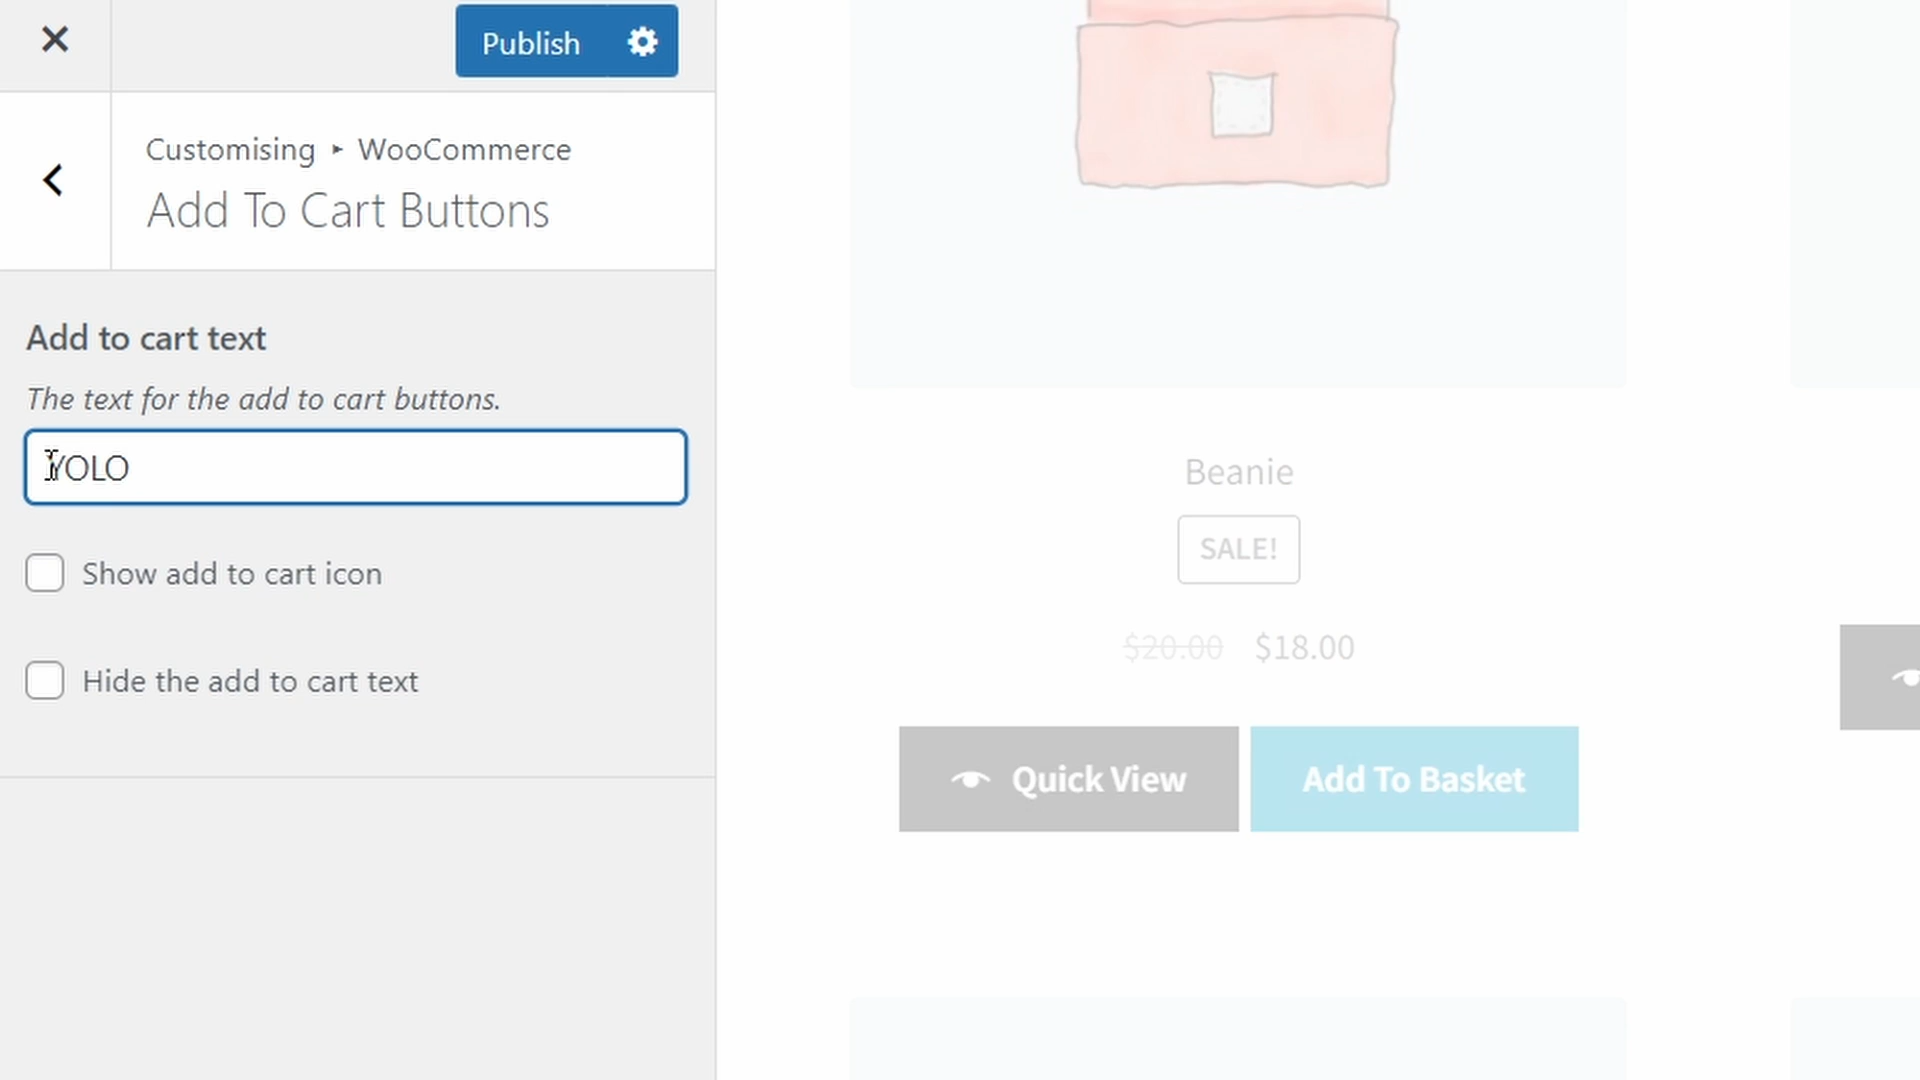 Publish
Customising ▸ WooCommerce
Add To Cart Buttons
Add to cart text
The text for the add to cart buttons.
YOLO
Show add to cart icon
Hide the add to cart text
Beanie
SALE!
$20.00 $18.00
Quick View
Add To Basket